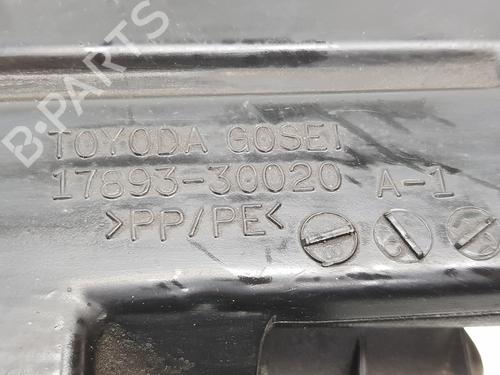 B-PARTS
TOYODA GOSEI
17893-30020 A-1
>PP/PE<